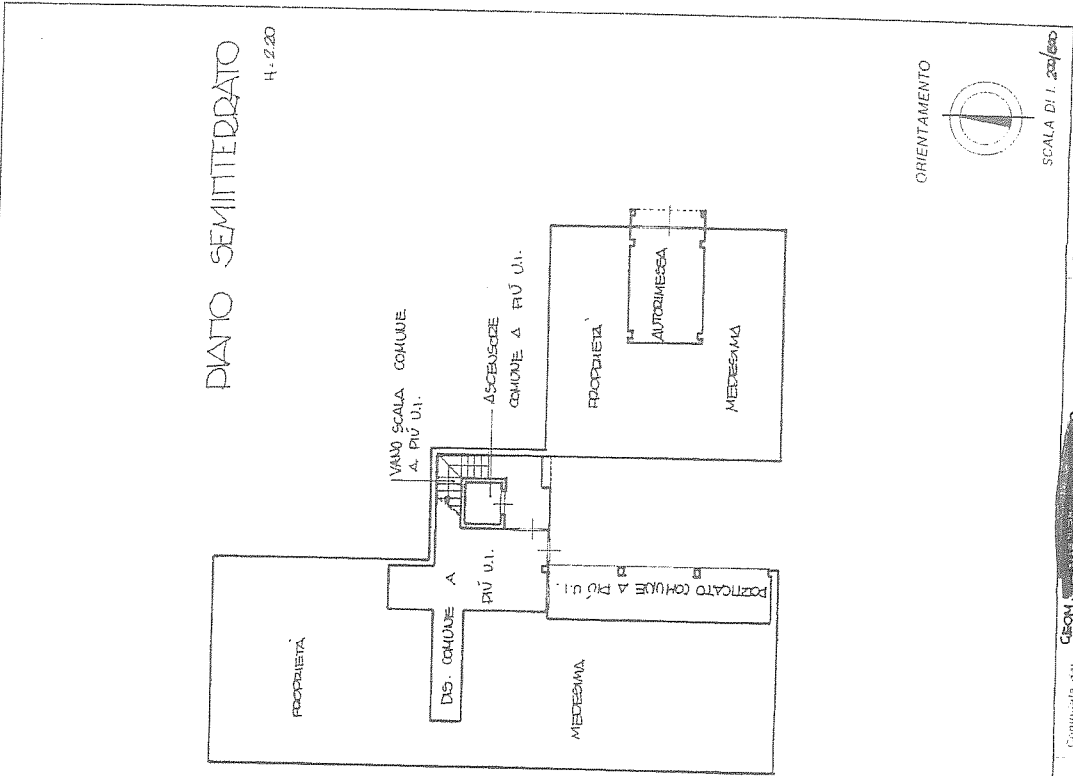 PIANO SEMINTERRATO
H=2.20
VANO SCALA COMUNE
A PIÙ U.I.
ASCENSORE
COMUNE A PIÙ U.I.
PROPRIETÀ
MEDESIMA
DIS. COMUNE A
PIÙ U.I.
PORTICATO COMUNE A PIÙ U.I.
PROPRIETÀ
AUTORIMESSA
MEDESIMA
ORIENTAMENTO
SCALA DI 1:
GEOM.